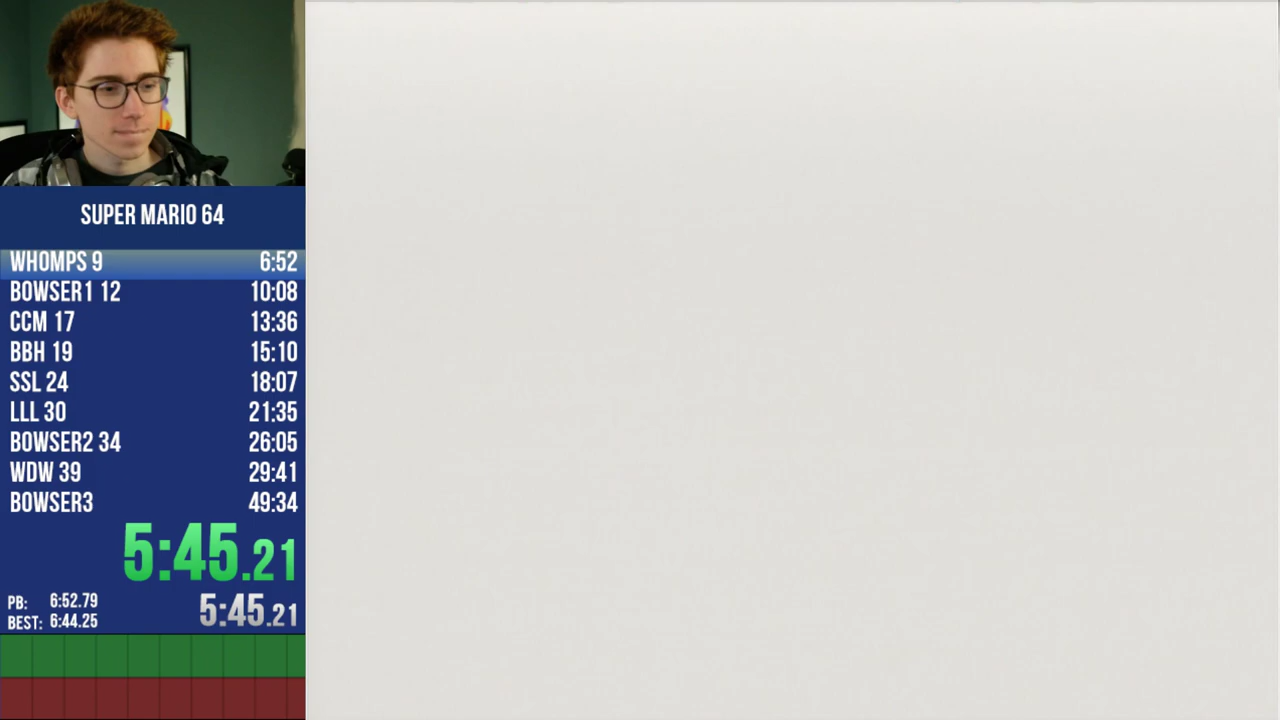 SUPER MARIO 64
WHOMPS 9 6:52
BOWSER1 12 10:08
CCM 17 13:36
BBH 19 15:10
SSL 24 18:07
LLL 30 21:35
BOWSER2 34 26:05
WDW 39 29:41
BOWSER3 49:34
5:45.21
PB: 6:52.79
BEST: 6:44.25
5:45.21